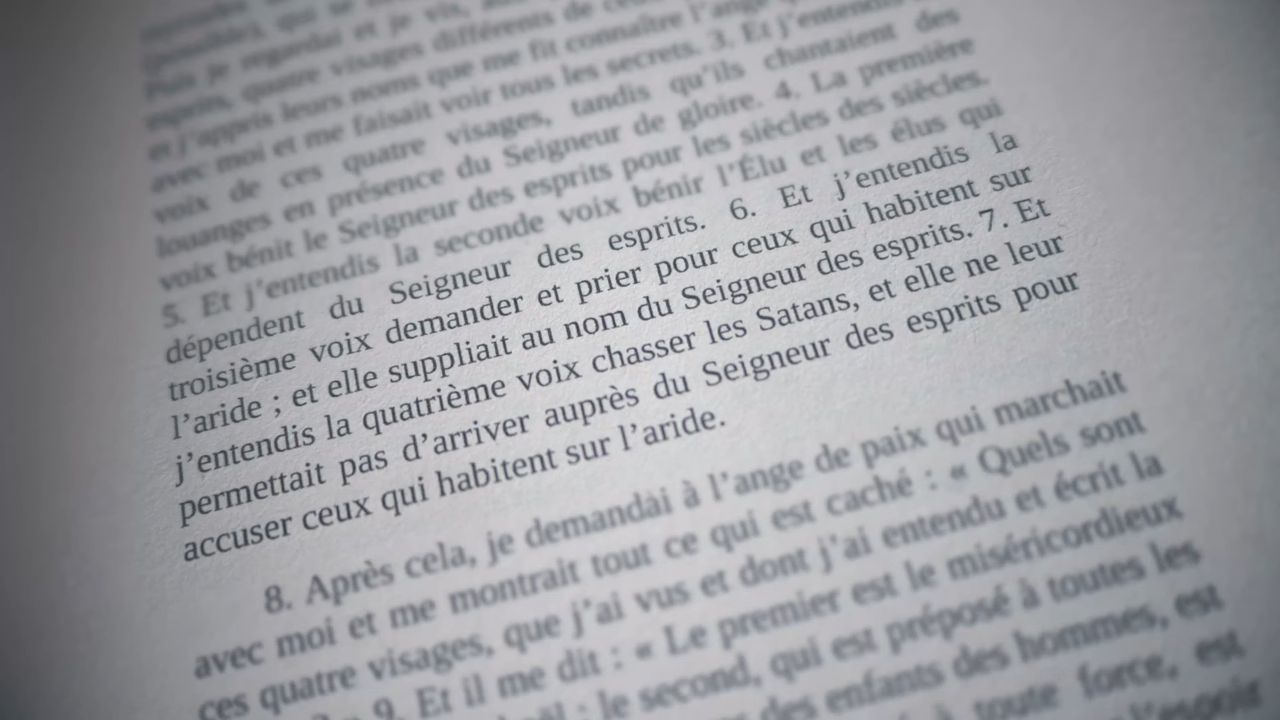 Puis je regardai et je vis,
esprits, quatre visages différents de
et j'appris leurs noms que me fit connaître l'ange
avec moi et me faisait voir tous les secrets. 3. Et j'entendis
voix de ces quatre visages, tandis qu'ils chantaient des
louanges en présence du Seigneur de gloire. 4. La première
voix bénit le Seigneur des esprits pour les siècles des siècles.
5. Et j'entendis la seconde voix bénir l'Élu et les élus qui
dépendent du Seigneur des esprits. 6. Et j'entendis la
troisième voix demander et prier pour ceux qui habitent sur
l'aride ; et elle suppliait au nom du Seigneur des esprits. 7. Et
j'entendis la quatrième voix chasser les Satans, et elle ne leur
permettait pas d'arriver auprès du Seigneur des esprits pour
accuser ceux qui habitent sur l'aride.
8. Après cela, je demandai à l'ange de paix qui marchait
avec moi et me montrait tout ce qui est caché : « Quels sont
ces quatre visages, que j'ai vus et dont j'ai entendu et écrit la
9. Et il me dit : « Le premier est le miséricordieux
: le second, qui est préposé à toutes les
des enfants des hommes, est
à toute force, est
l'espoir